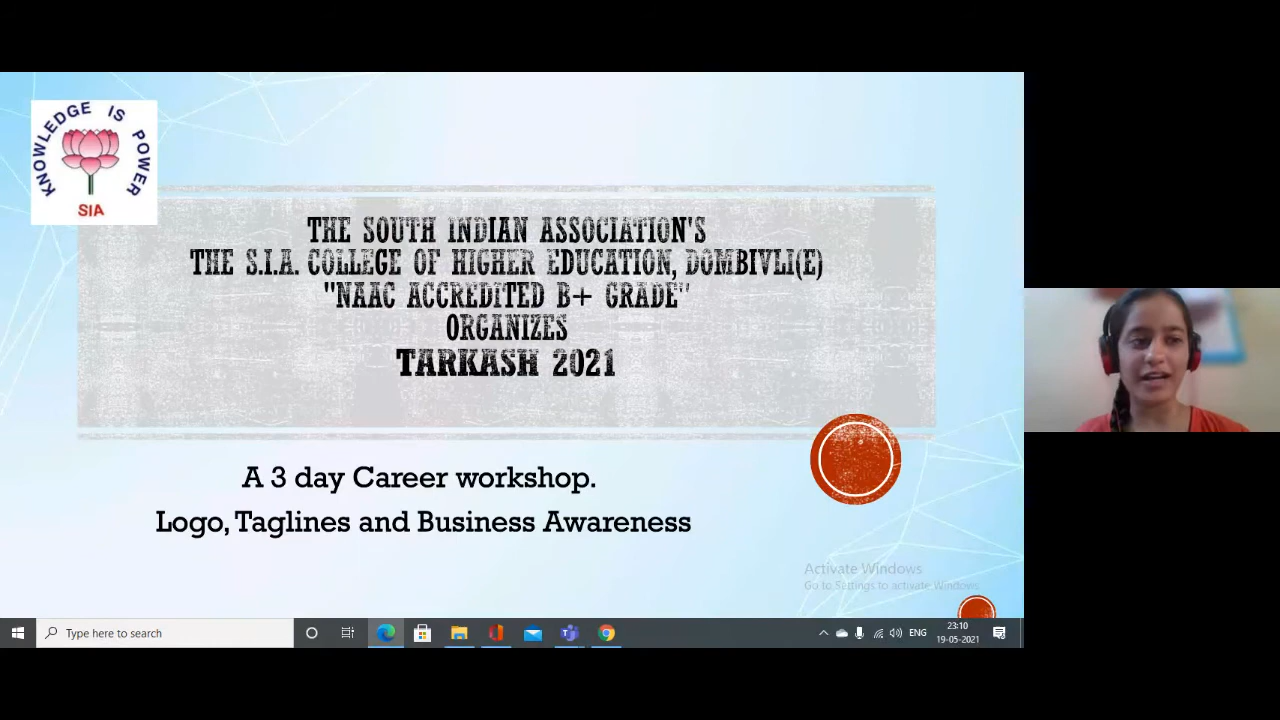 KNOWLEDGE IS POWER
SIA
THE SOUTH INDIAN ASSOCIATION'S
THE S.I.A. COLLEGE OF HIGHER EDUCATION, DOMBIVLI(E)
"NAAC ACCREDITED B+ GRADE"
ORGANIZES
TARKASH 2021
A 3 day Career workshop.
Logo, Taglines and Business Awareness
Activate Windows
Go to Settings to activate Windows.
Type here to search
ENG
23:10
19-05-2021